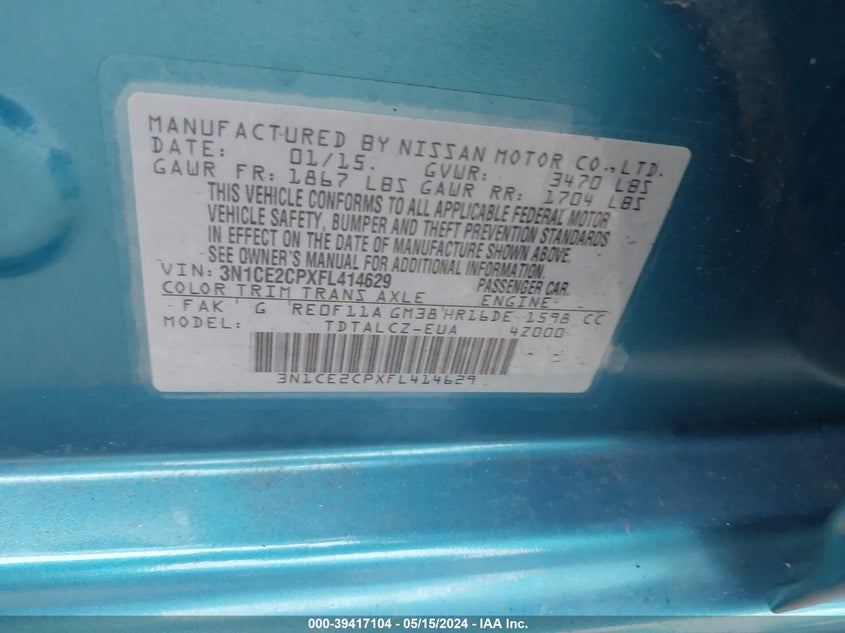 MANUFACTURED BY NISSAN MOTOR CO., LTD.
DATE: 01/15. GVWR: 3470 LBS
GAWR FR: 1867 LBS GAWR RR: 1704 LBS
THIS VEHICLE CONFORMS TO ALL APPLICABLE FEDERAL MOTOR
VEHICLE SAFETY, BUMPER AND THEFT PREVENTION STANDARDS
IN EFFECT ON THE DATE OF MANUFACTURE SHOWN ABOVE.
SEE OWNER'S MANUAL FOR ADDITIONAL INFORMATION.
VIN: 3N1CE2CPXFL414629 PASSENGER CAR.
COLOR TRIM TRANS AXLE ENGINE
FAK G RE0F11A GM38 HR16DE 1598 CC
MODEL: TDTALCZ-EUA 4Z000
3N1CE2CPXFL414629
000-39417104 - 05/15/2024 - IAA Inc.